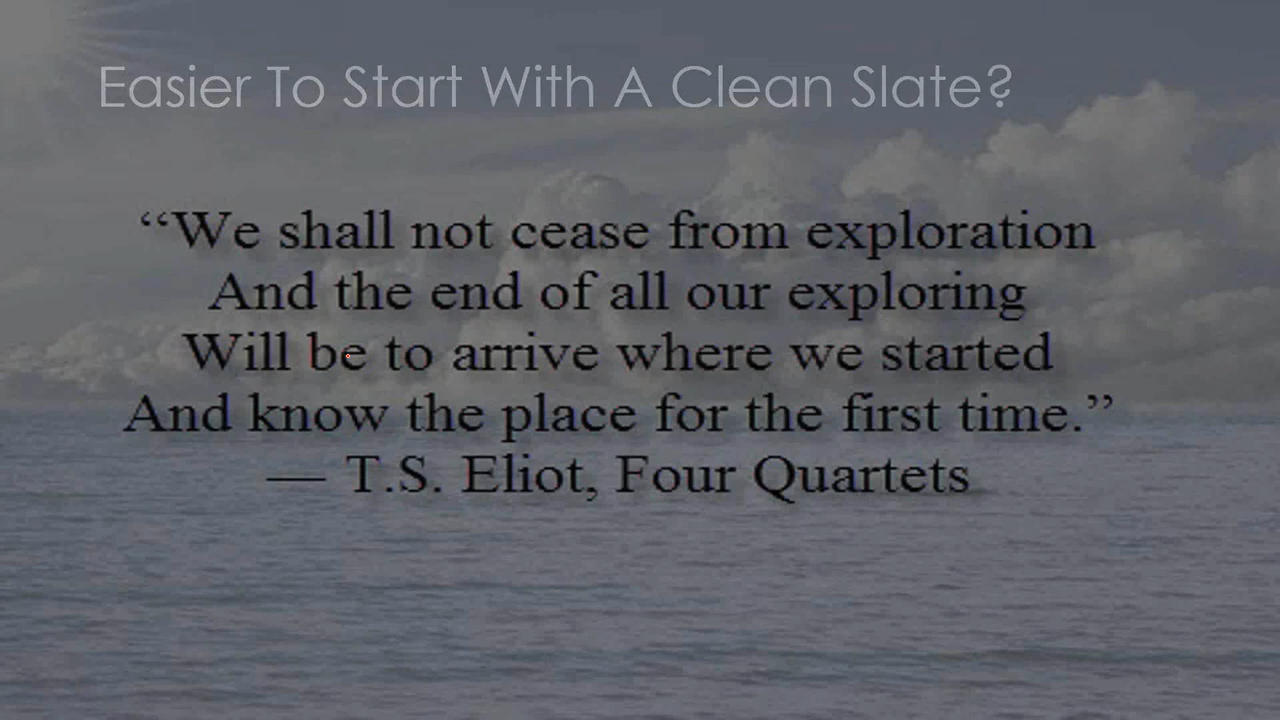 Easier To Start With A Clean Slate?
“We shall not cease from exploration
And the end of all our exploring
Will be to arrive where we started
And know the place for the first time.”
— T.S. Eliot, Four Quartets